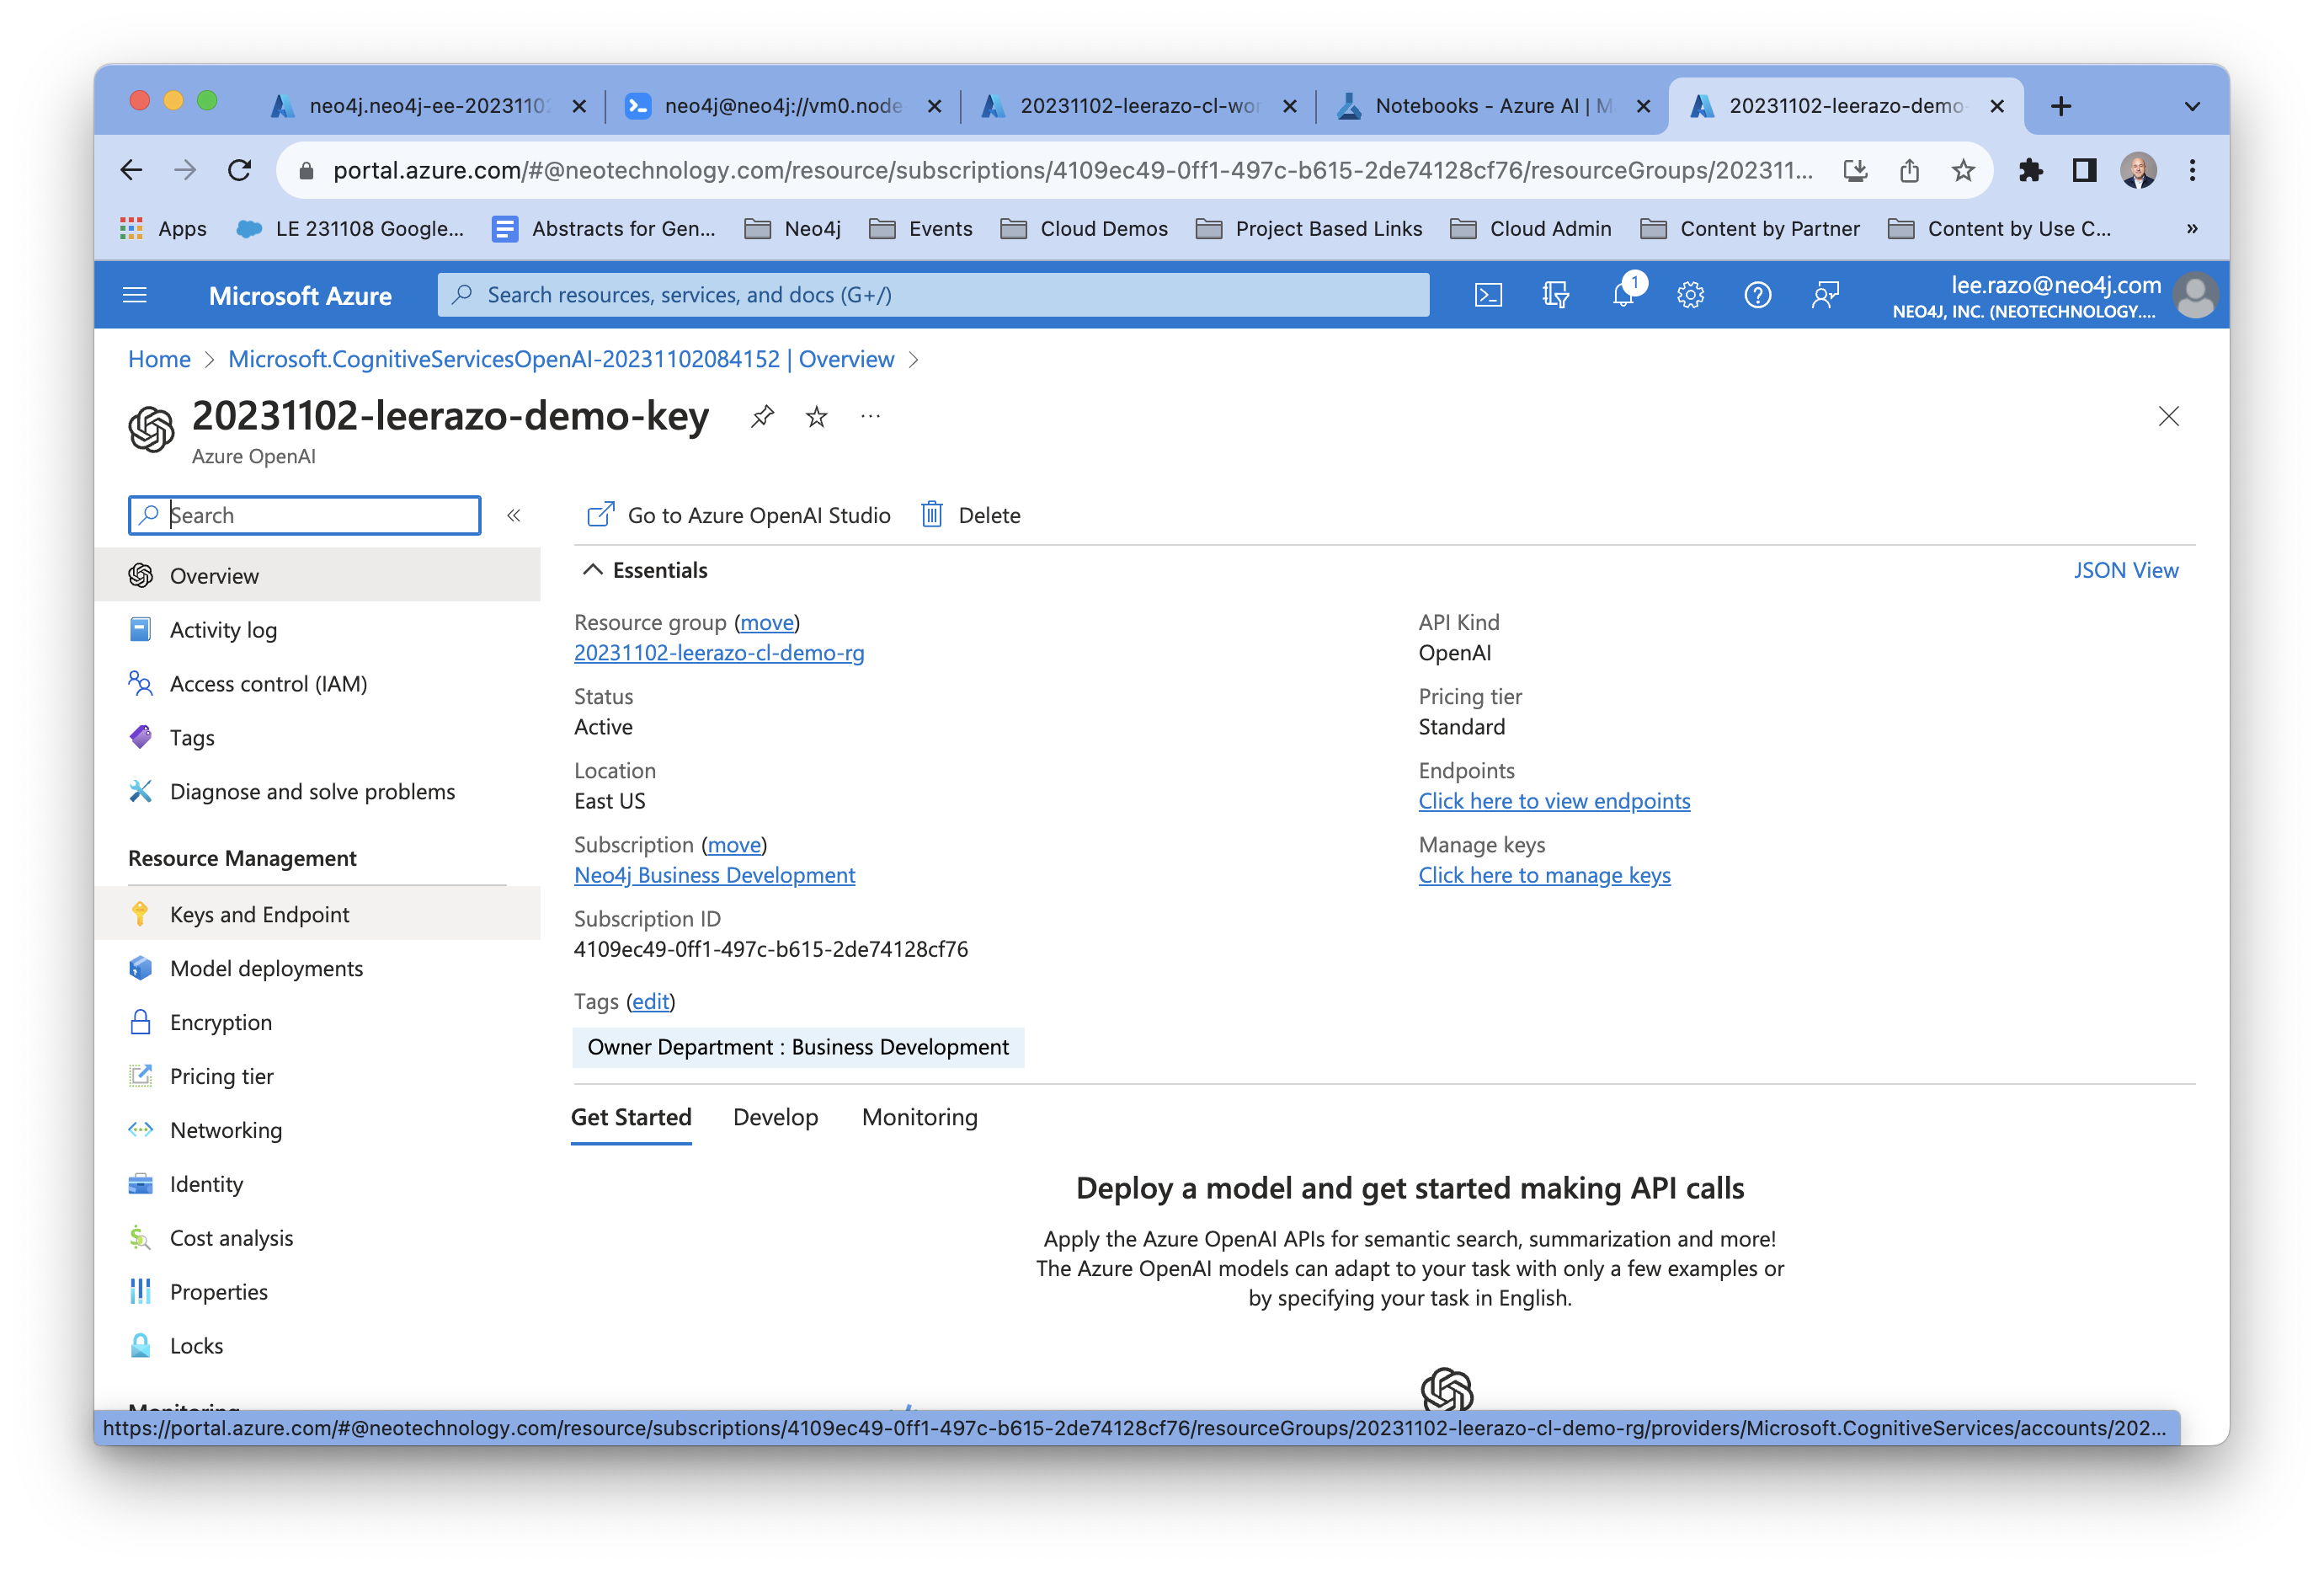 neo4j.neo4j-ee-20231102
neo4j@neo4j://vm0.node
20231102-leerazo-cl-wor
Notebooks - Azure AI | M
20231102-leerazo-demo-
portal.azure.com/#@neotechnology.com/resource/subscriptions/4109ec49-0ff1-497c-b615-2de74128cf76/resourceGroups/202311...
Apps
LE 231108 Google...
Abstracts for Gen...
Neo4j
Events
Cloud Demos
Project Based Links
Cloud Admin
Content by Partner
Content by Use C...
»
Microsoft Azure
Search resources, services, and docs (G+/)
1
lee.razo@neo4j.com
NEO4J, INC. (NEOTECHNOLOGY....
Home > Microsoft.CognitiveServicesOpenAI-20231102084152 | Overview >
20231102-leerazo-demo-key
Azure OpenAI
Search
«
Overview
Activity log
Access control (IAM)
Tags
Diagnose and solve problems
Resource Management
Keys and Endpoint
Model deployments
Encryption
Pricing tier
Networking
Identity
Cost analysis
Properties
Locks
Monitoring
Go to Azure OpenAI Studio
Delete
Essentials
JSON View
Resource group (move)
20231102-leerazo-cl-demo-rg
Status
Active
Location
East US
Subscription (move)
Neo4j Business Development
Subscription ID
4109ec49-0ff1-497c-b615-2de74128cf76
Tags (edit)
Owner Department : Business Development
API Kind
OpenAI
Pricing tier
Standard
Endpoints
Click here to view endpoints
Manage keys
Click here to manage keys
Get Started
Develop
Monitoring
Deploy a model and get started making API calls
Apply the Azure OpenAI APIs for semantic search, summarization and more!
The Azure OpenAI models can adapt to your task with only a few examples or
by specifying your task in English.
https://portal.azure.com/#@neotechnology.com/resource/subscriptions/4109ec49-0ff1-497c-b615-2de74128cf76/resourceGroups/20231102-leerazo-cl-demo-rg/providers/Microsoft.CognitiveServices/accounts/202...